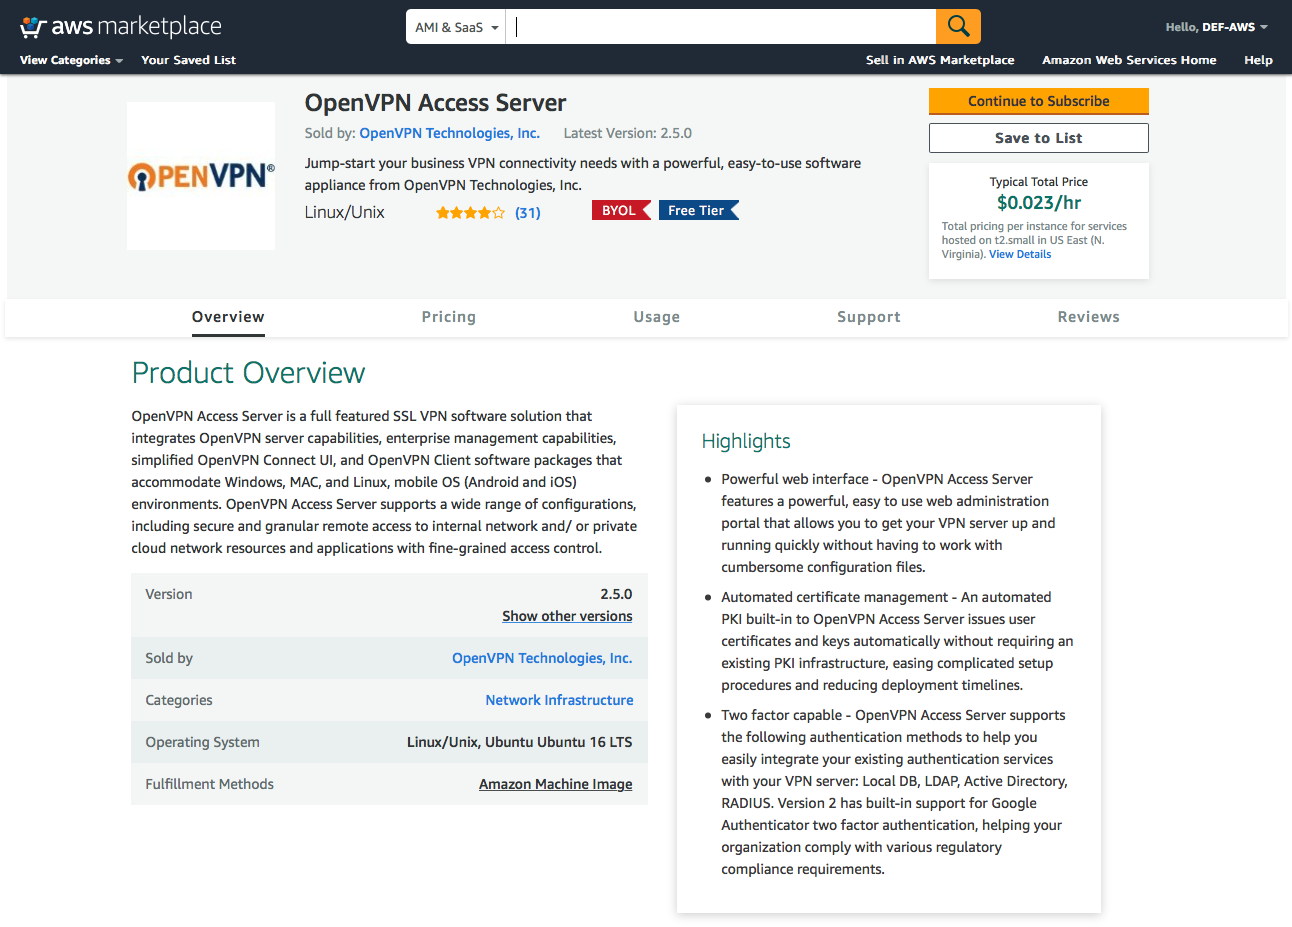 aws marketplace
AMI & SaaS
Hello, DEF-AWS
View Categories
Your Saved List
Sell in AWS Marketplace
Amazon Web Services Home
Help
OPENVPN®
OpenVPN Access Server
Sold by: OpenVPN Technologies, Inc.
Latest Version: 2.5.0
Jump-start your business VPN connectivity needs with a powerful, easy-to-use software
appliance from OpenVPN Technologies, Inc.
Linux/Unix
(31)
BYOL
Free Tier
Continue to Subscribe
Save to List
Typical Total Price
$0.023/hr
Total pricing per instance for services
hosted on t2.small in US East (N.
Virginia). View Details
Overview
Pricing
Usage
Support
Reviews
Product Overview
OpenVPN Access Server is a full featured SSL VPN software solution that
integrates OpenVPN server capabilities, enterprise management capabilities,
simplified OpenVPN Connect UI, and OpenVPN Client software packages that
accommodate Windows, MAC, and Linux, mobile OS (Android and iOS)
environments. OpenVPN Access Server supports a wide range of configurations,
including secure and granular remote access to internal network and/ or private
cloud network resources and applications with fine-grained access control.
Version
2.5.0
Show other versions
Sold by
OpenVPN Technologies, Inc.
Categories
Network Infrastructure
Operating System
Linux/Unix, Ubuntu Ubuntu 16 LTS
Fulfillment Methods
Amazon Machine Image
Highlights
Powerful web interface - OpenVPN Access Server
features a powerful, easy to use web administration
portal that allows you to get your VPN server up and
running quickly without having to work with
cumbersome configuration files.
Automated certificate management - An automated
PKI built-in to OpenVPN Access Server issues user
certificates and keys automatically without requiring an
existing PKI infrastructure, easing complicated setup
procedures and reducing deployment timelines.
Two factor capable - OpenVPN Access Server supports
the following authentication methods to help you
easily integrate your existing authentication services
with your VPN server: Local DB, LDAP, Active Directory,
RADIUS. Version 2 has built-in support for Google
Authenticator two factor authentication, helping your
organization comply with various regulatory
compliance requirements.